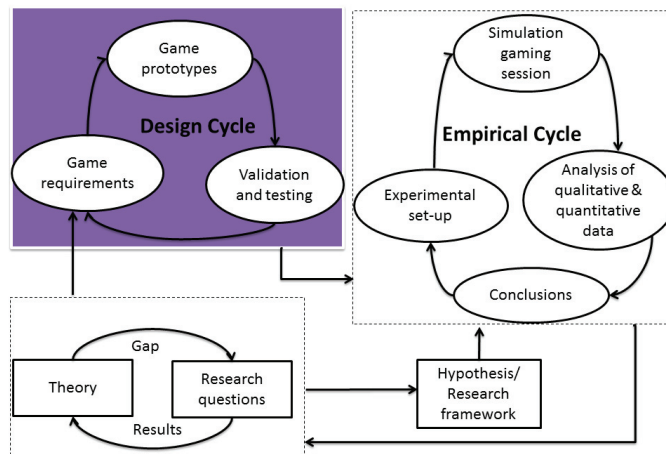 Game
prototypes
Design Cycle
Game
requirements
Validation
and testing
Simulation
gaming
session
Empirical Cycle
Experimental
set-up
Analysis of
qualitative &
quantitative
data
Conclusions
Gap
Theory
Research
questions
Results
Hypothesis/
Research
framework